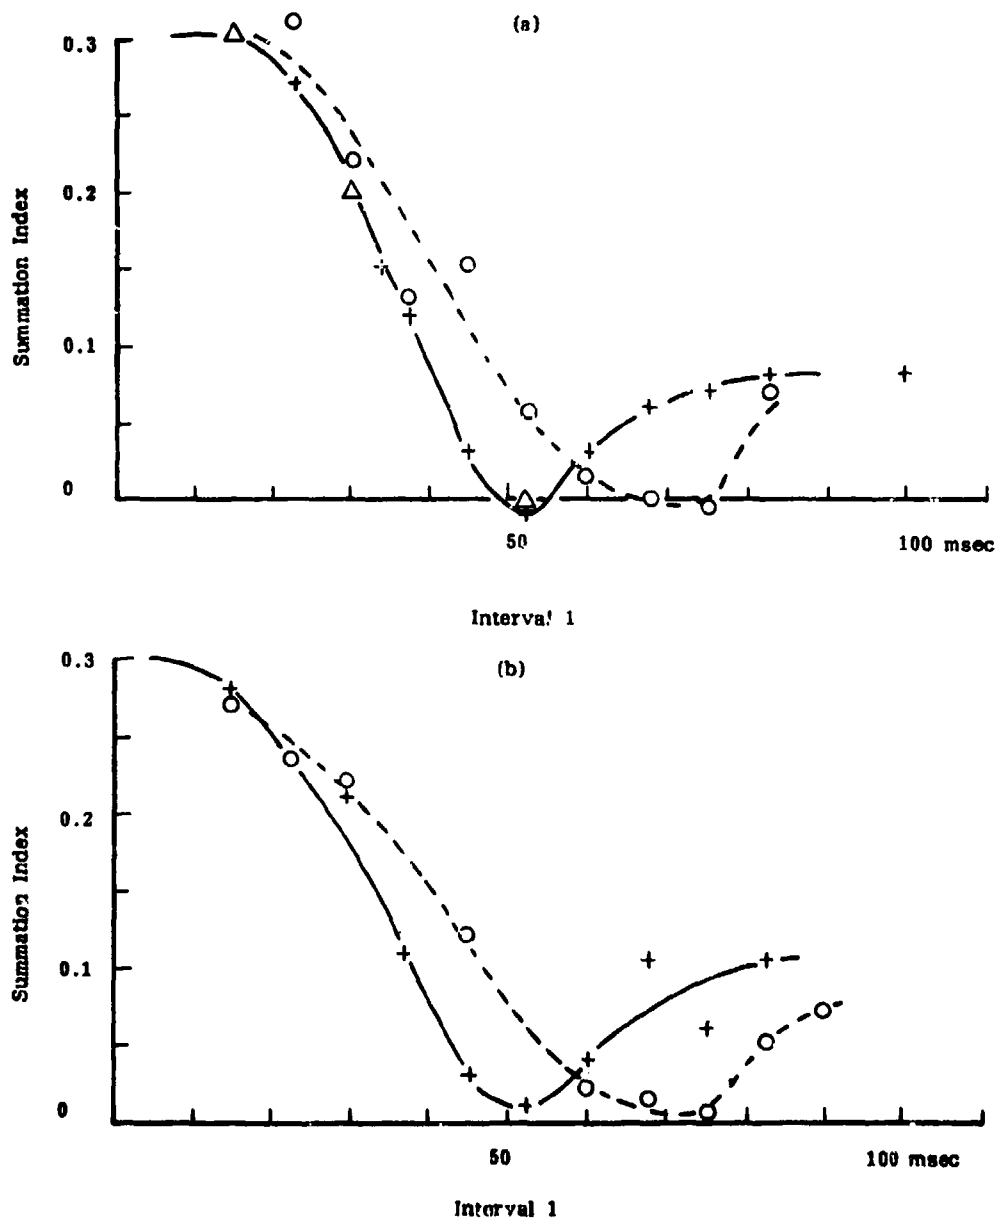 (a)
0.3
0.2
0.1
0
Summation Index
50
100 msec
Interval 1
(b)
0.3
0.2
0.1
0
Summation Index
50
100 msec
Interval 1